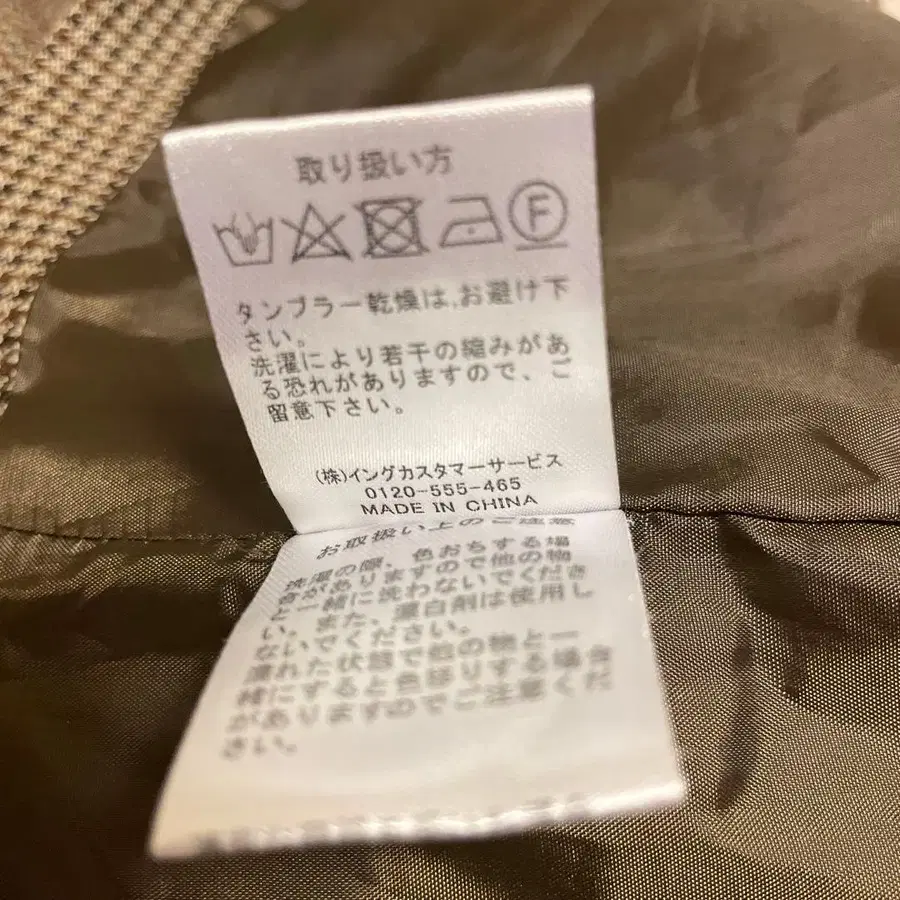 取り扱い方
F
タンブラー乾燥は、お避け下
さい。
洗濯により若干の縮みがあ
る恐れがありますので、ご
留意下さい。
(株)イングカスタマーサービス
0120-555-465
MADE IN CHINA
お取扱い上のご注意
洗濯の際、色おちする場
合がありますので他の物
と一緒に洗わないでくださ
い。また、漂白剤は使用し
ないでください。
濡れた状態で他の物と一
緒にすると色移りする場合
がありますのでご注意くだ
さい。